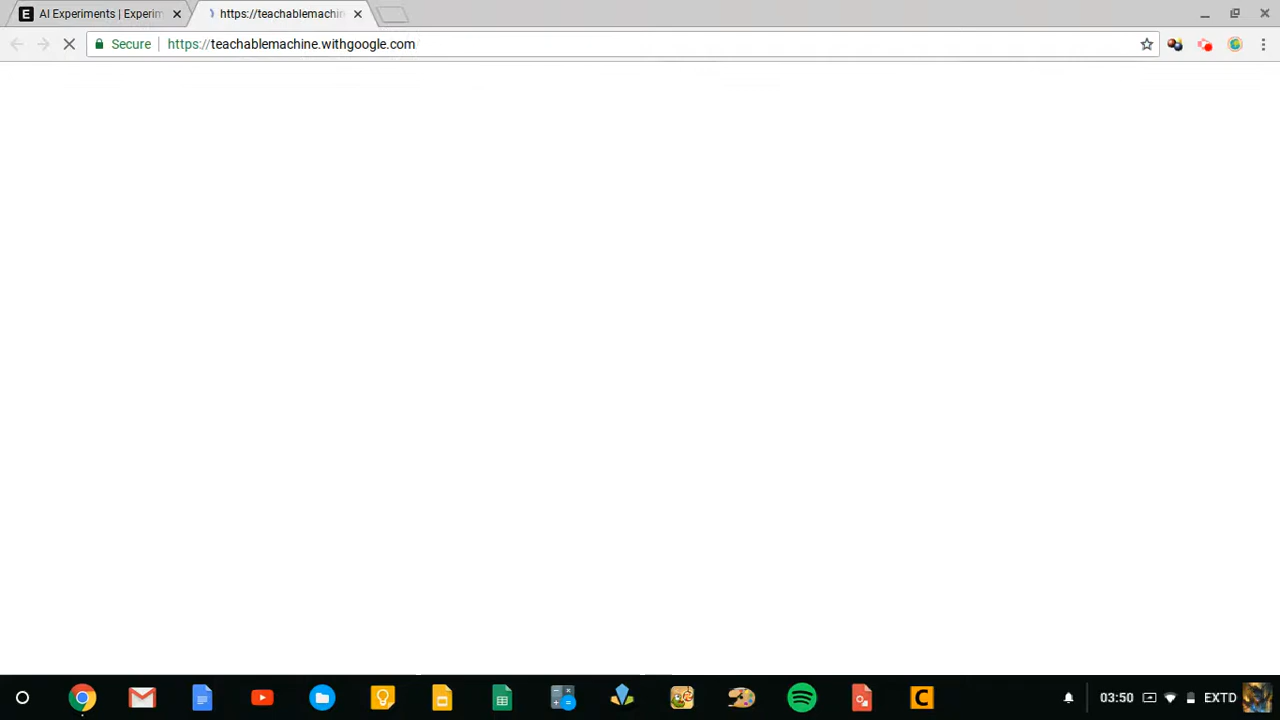 AI Experiments | Experim
https://teachablemachin
Secure
https://teachablemachine.withgoogle.com
03:50
EXTD